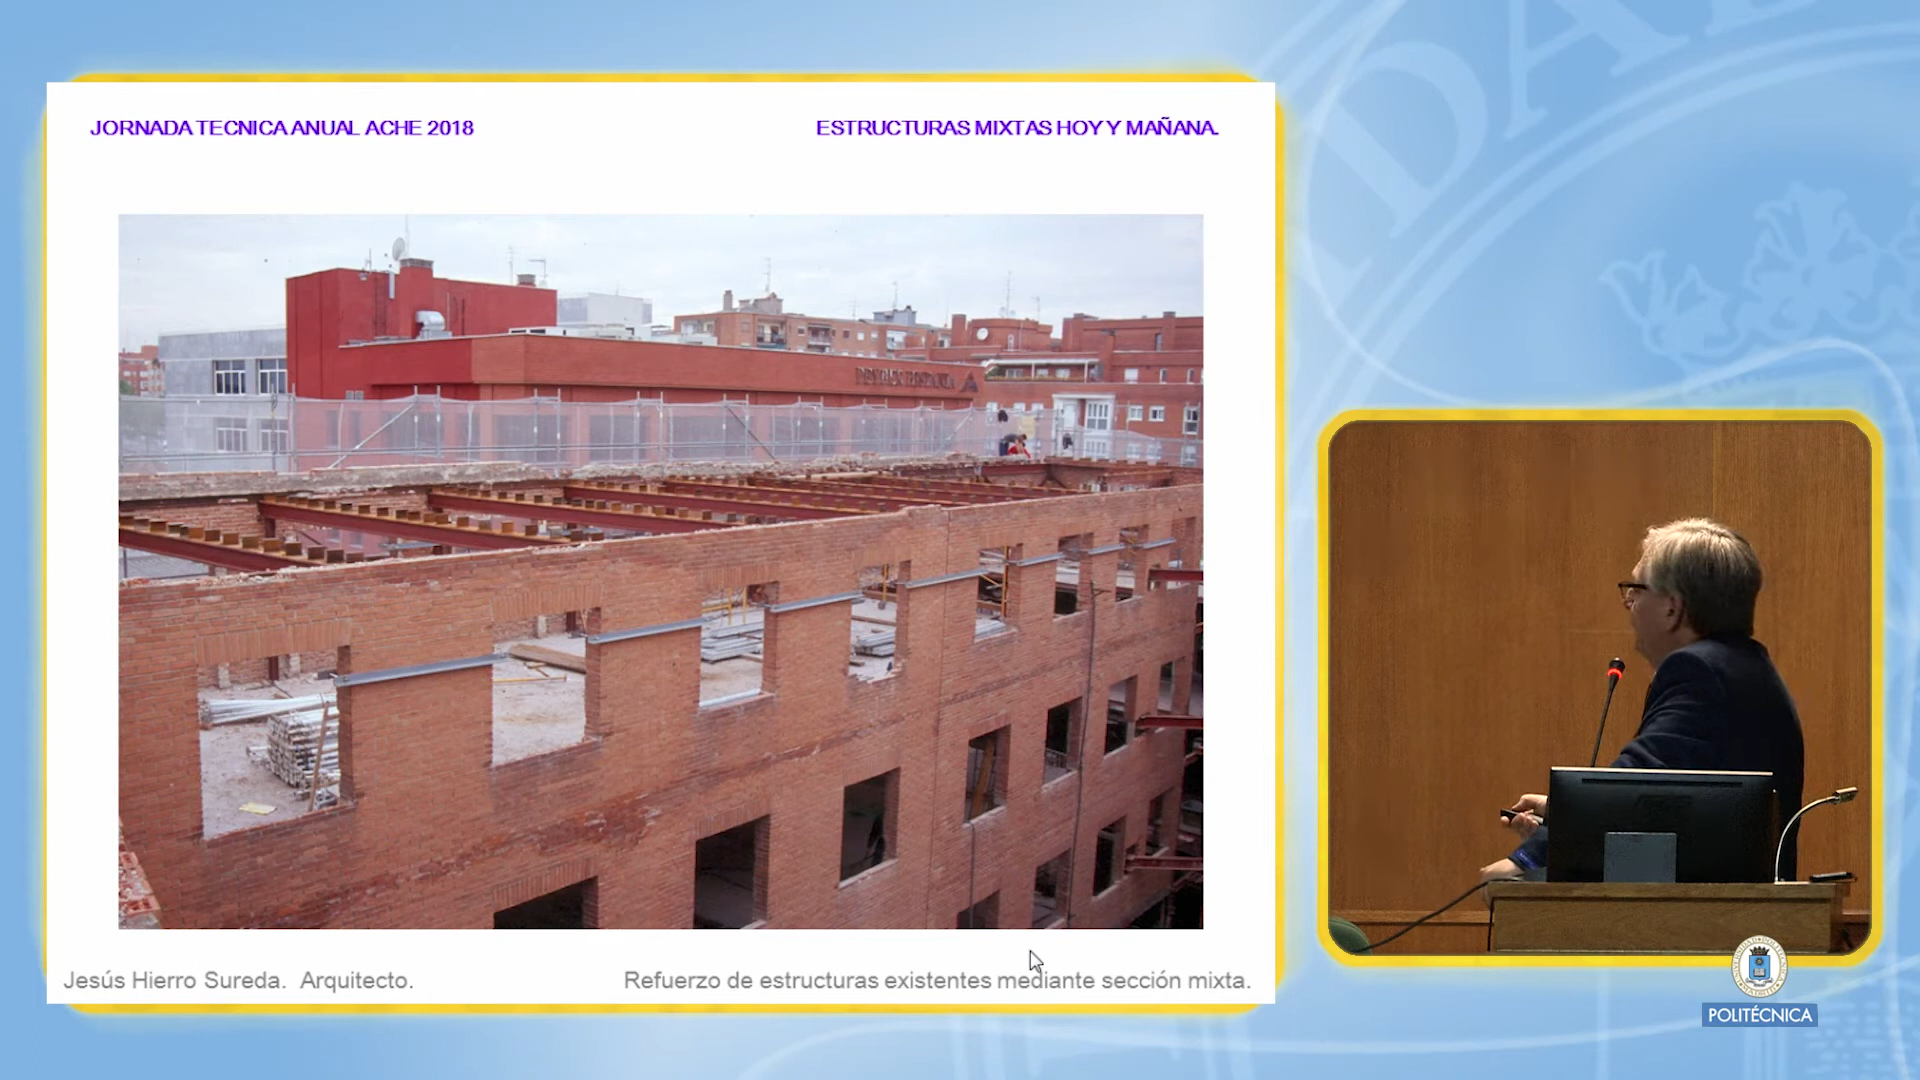 JORNADA TECNICA ANUAL ACHE 2018
ESTRUCTURAS MIXTAS HOY Y MAÑANA.
Jesús Hierro Sureda. Arquitecto.
Refuerzo de estructuras existentes mediante sección mixta.
POLITÉCNICA